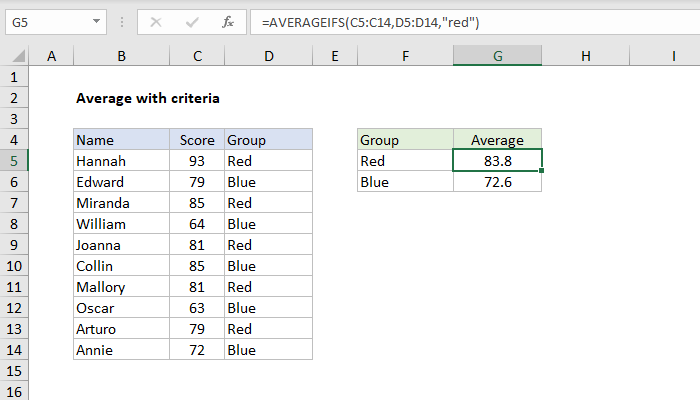 G5 fx =AVERAGEIFS(C5:C14,D5:D14,"red")
A B C D E F G H I
1
2 Average with criteria
3
4 Name Score Group Group Average
5 Hannah 93 Red Red 83.8
6 Edward 79 Blue Blue 72.6
7 Miranda 85 Red
8 William 64 Blue
9 Joanna 81 Red
10 Collin 85 Blue
11 Mallory 81 Red
12 Oscar 63 Blue
13 Arturo 79 Red
14 Annie 72 Blue
15
16